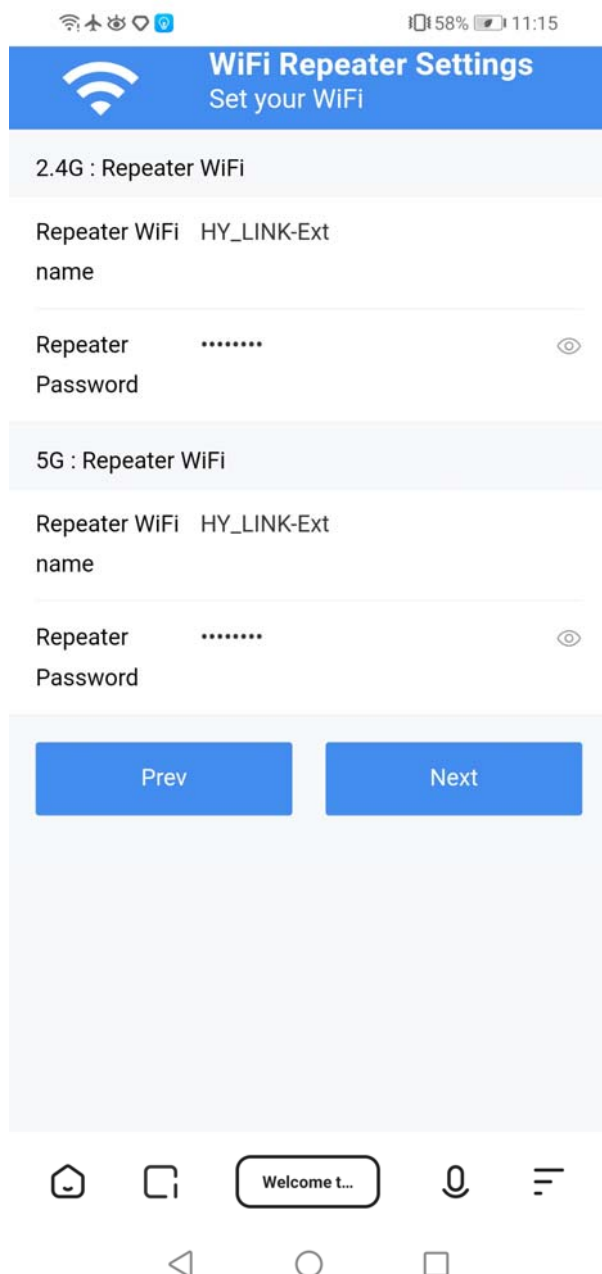 58% 11:15
WiFi Repeater Settings
Set your WiFi
2.4G : Repeater WiFi
Repeater WiFi HY_LINK-Ext
name
Repeater ••••••••
Password
5G : Repeater WiFi
Repeater WiFi HY_LINK-Ext
name
Repeater ••••••••
Password
Prev Next
Welcome t...